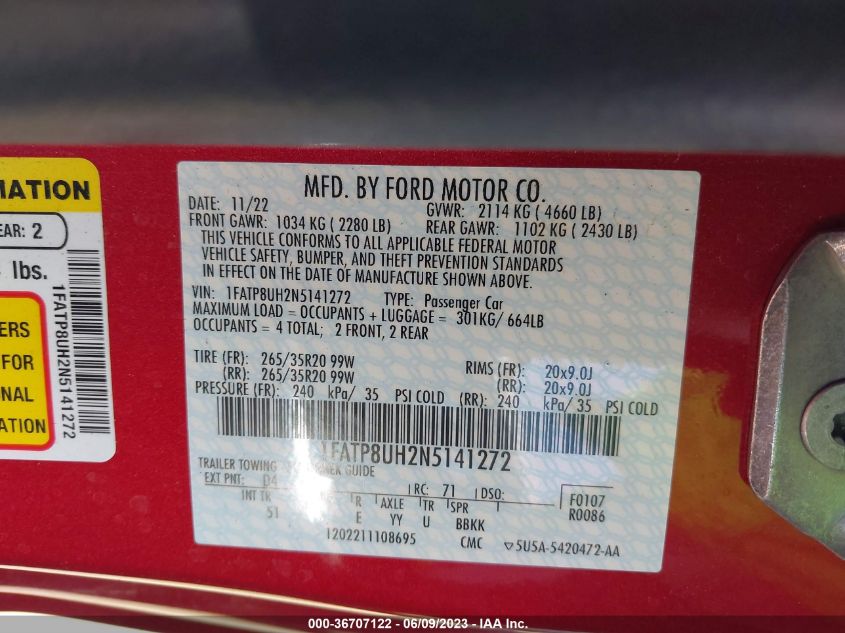 MATION
EAR: 2
lbs.
ERS
FOR
NAL
ATION
1FATP8UH2N5141272
MFD. BY FORD MOTOR CO.
DATE: 11/22 GVWR: 2114 KG ( 4660 LB)
FRONT GAWR: 1034 KG ( 2280 LB) REAR GAWR: 1102 KG ( 2430 LB)
THIS VEHICLE CONFORMS TO ALL APPLICABLE FEDERAL MOTOR
VEHICLE SAFETY, BUMPER, AND THEFT PREVENTION STANDARDS
IN EFFECT ON THE DATE OF MANUFACTURE SHOWN ABOVE.
VIN: 1FATP8UH2N5141272 TYPE: Passenger Car
MAXIMUM LOAD = OCCUPANTS + LUGGAGE = 301KG/ 664LB
OCCUPANTS = 4 TOTAL; 2 FRONT, 2 REAR
TIRE (FR): 265/35R20 99W RIMS (FR): 20x9.0J
(RR): 265/35R20 99W (RR): 20x9.0J
PRESSURE (FR): 240 kPa/ 35 PSI COLD (RR): 240 kPa/ 35 PSI COLD
1FATP8UH2N5141272
TRAILER TOWING GUIDE
EXT PNT: D4 RC: 71 DSO: F0107
INT TR R AXLE TR SPR R0086
51 E YY U BBKK
1202211108695 CMC 5U5A-5420472-AA
000-36707122 - 06/09/2023 - IAA Inc.